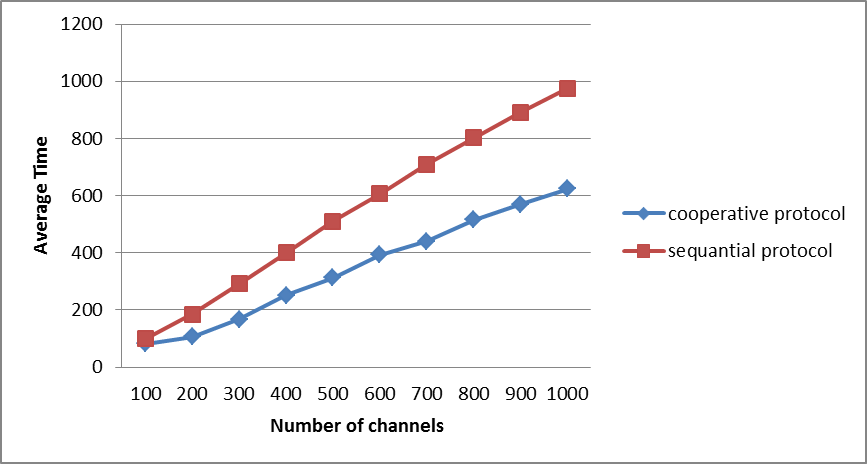 1200
1000
800
600
400
200
0
Average Time
100 200 300 400 500 600 700 800 900 1000
Number of channels
cooperative protocol
sequantial protocol